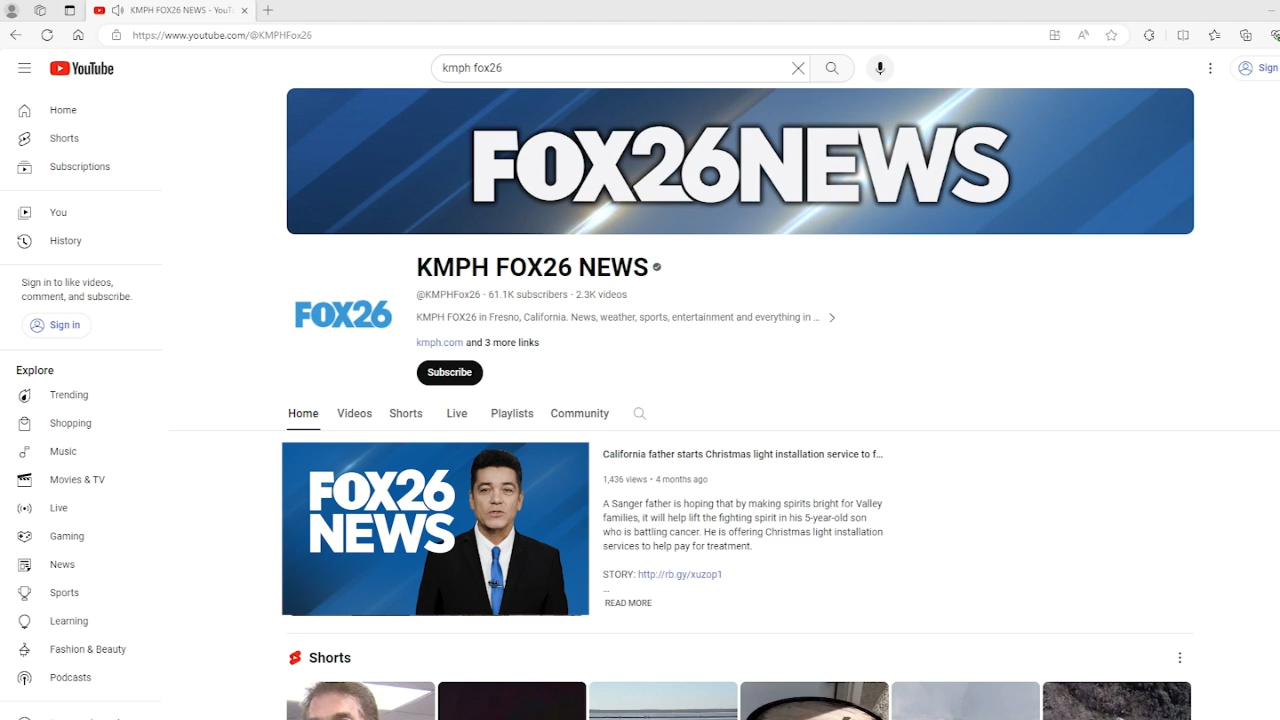 KMPH FOX26 NEWS - YouT
https://www.youtube.com/@KMPHFox26
YouTube
kmph fox26
Sign
Home
Shorts
Subscriptions
You
History
Sign in to like videos,
comment, and subscribe.
Sign in
Explore
Trending
Shopping
Music
Movies & TV
Live
Gaming
News
Sports
Learning
Fashion & Beauty
Podcasts
FOX26NEWS
FOX26
KMPH FOX26 NEWS
@KMPHFox26 · 61.1K subscribers · 2.3K videos
KMPH FOX26 in Fresno, California. News, weather, sports, entertainment and everything in ...
kmph.com and 3 more links
Subscribe
Home Videos Shorts Live Playlists Community
FOX26
NEWS
California father starts Christmas light installation service to f...
1,436 views • 4 months ago
A Sanger father is hoping that by making spirits bright for Valley
families, it will help lift the fighting spirit in his 5-year-old son
who is battling cancer. He is offering Christmas light installation
services to help pay for treatment.
STORY: http://rb.gy/xuzop1
...
READ MORE
Shorts